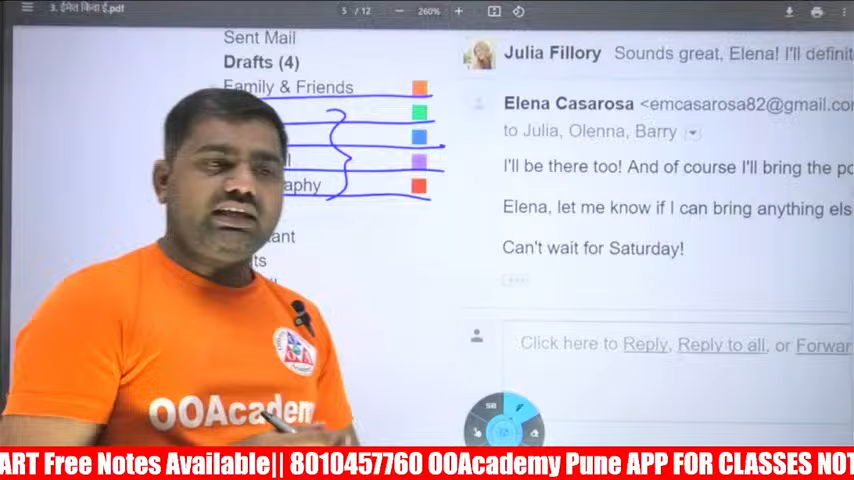 3. ईमेल किंवा ई.pdf
5 / 12
260%
Sent Mail
Drafts (4)
Family & Friends
Julia Fillory Sounds great, Elena! I'll definit
Elena Casarosa <emcasarosa82@gmail.co
to Julia, Olenna, Barry
I'll be there too! And of course I'll bring the po
Elena, let me know if I can bring anything els
Can't wait for Saturday!
Click here to Reply, Reply to all, or Forwar
OOAcadem
ART Free Notes Available|| 8010457760 OOAcademy Pune APP FOR CLASSES NOT